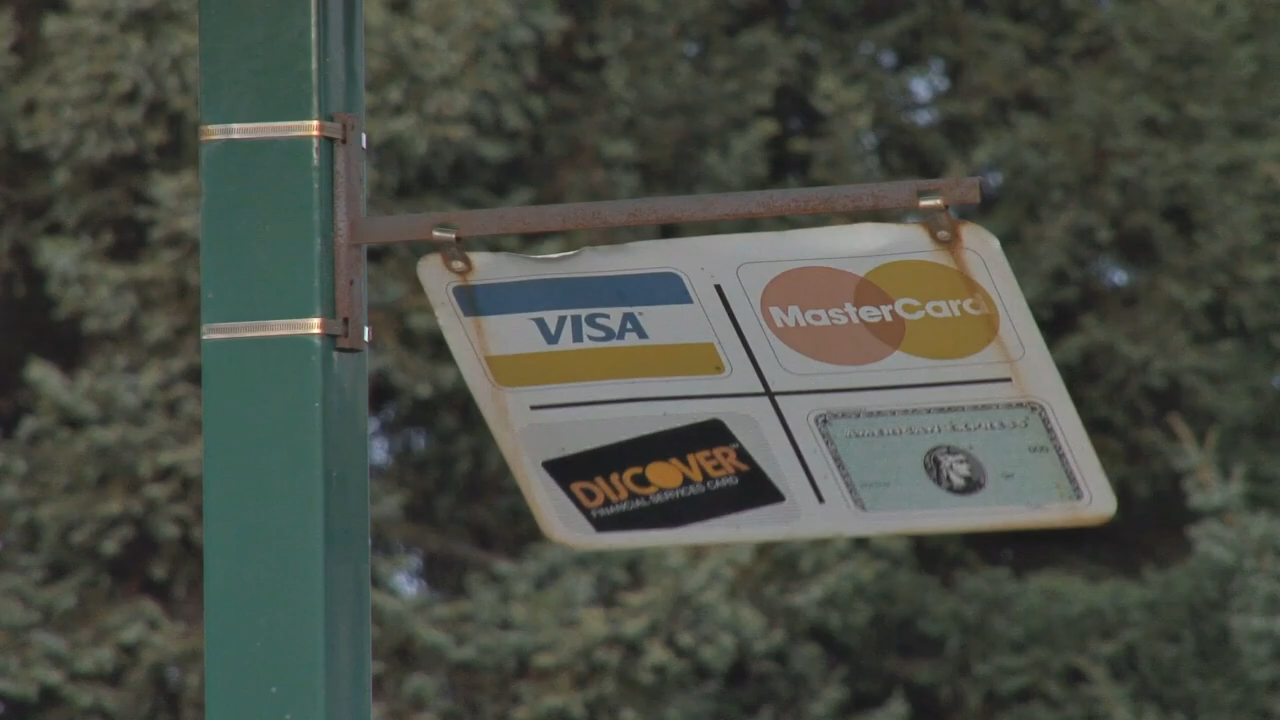 VISA
MasterCard
DISCOVER
FINANCIAL SERVICES CARD
AMERICAN EXPRESS